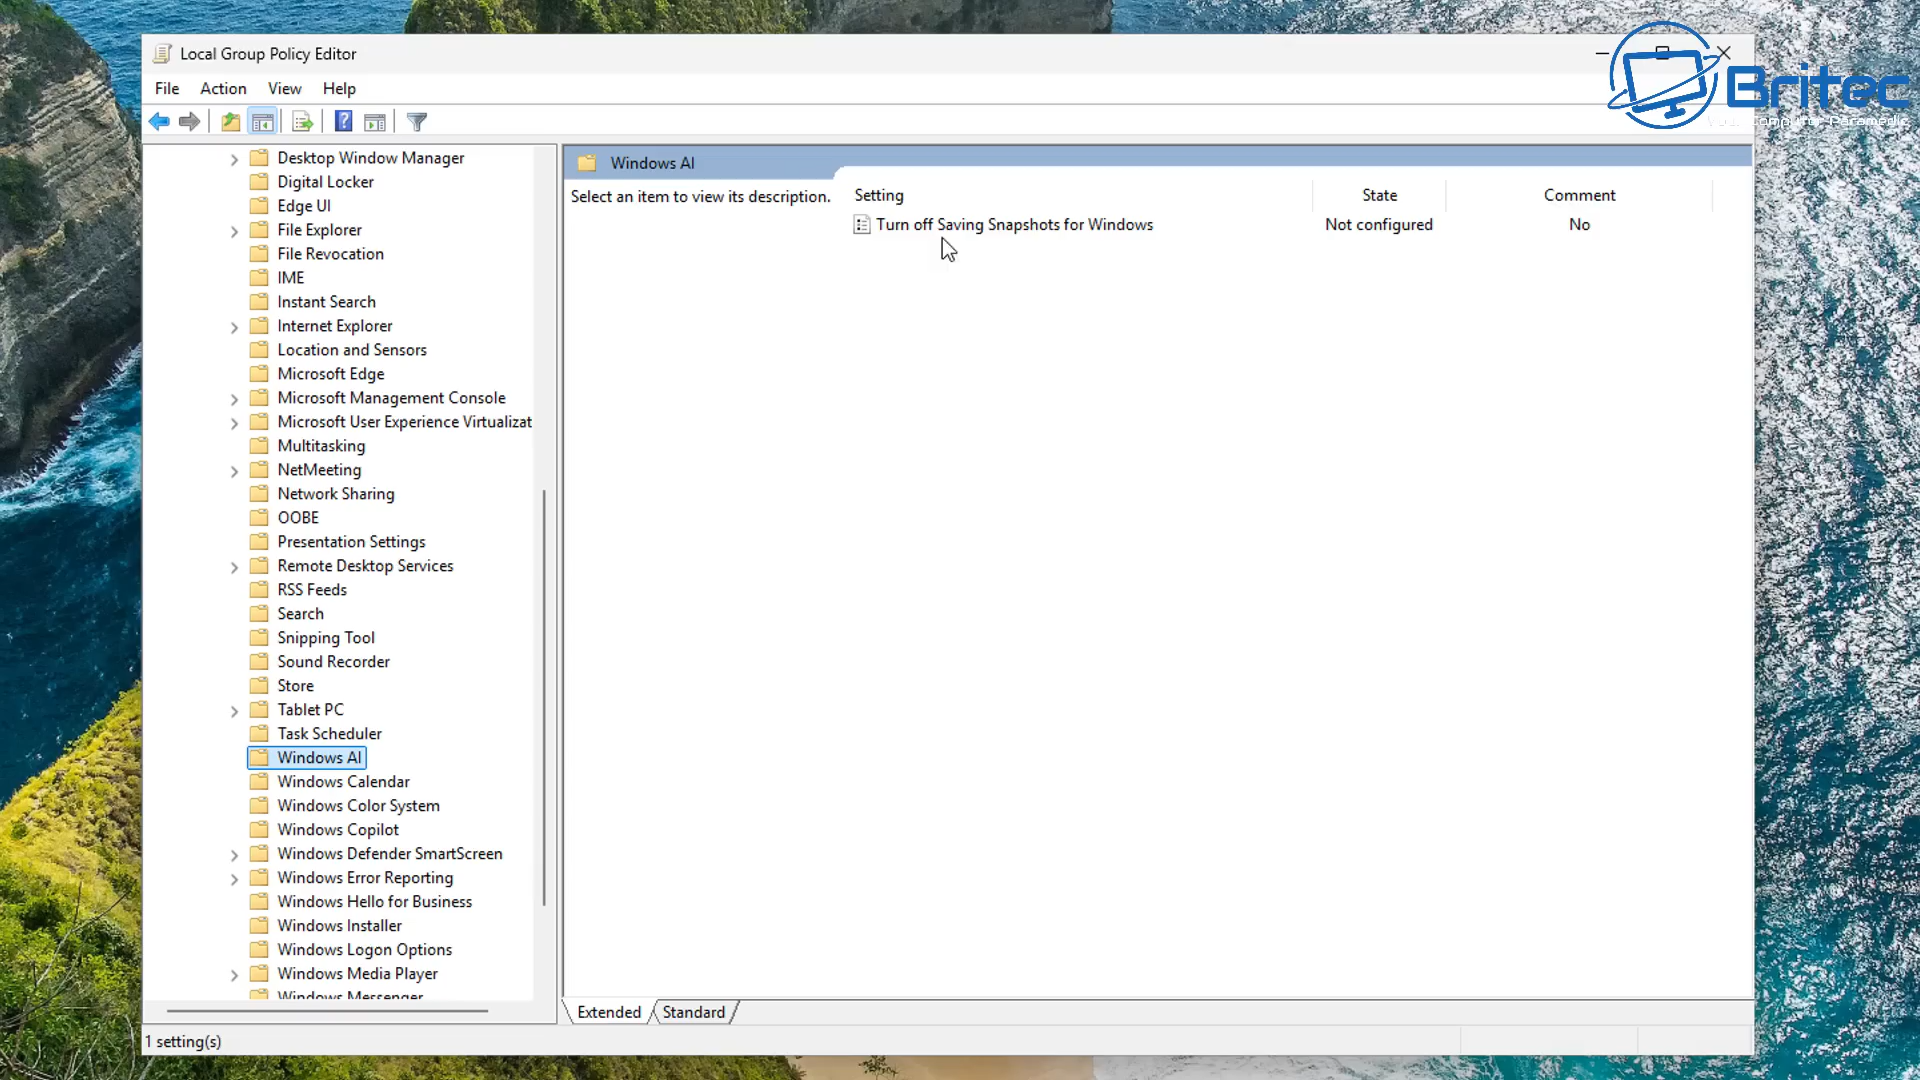 Local Group Policy Editor
File Action View Help
Britec
Your Computer Paramedic
Desktop Window Manager
Digital Locker
Edge UI
File Explorer
File Revocation
IME
Instant Search
Internet Explorer
Location and Sensors
Microsoft Edge
Microsoft Management Console
Microsoft User Experience Virtualizat
Multitasking
NetMeeting
Network Sharing
OOBE
Presentation Settings
Remote Desktop Services
RSS Feeds
Search
Snipping Tool
Sound Recorder
Store
Tablet PC
Task Scheduler
Windows AI
Windows Calendar
Windows Color System
Windows Copilot
Windows Defender SmartScreen
Windows Error Reporting
Windows Hello for Business
Windows Installer
Windows Logon Options
Windows Media Player
Windows Messenger
Windows AI
Select an item to view its description.
Setting State Comment
Turn off Saving Snapshots for Windows Not configured No
Extended Standard
1 setting(s)